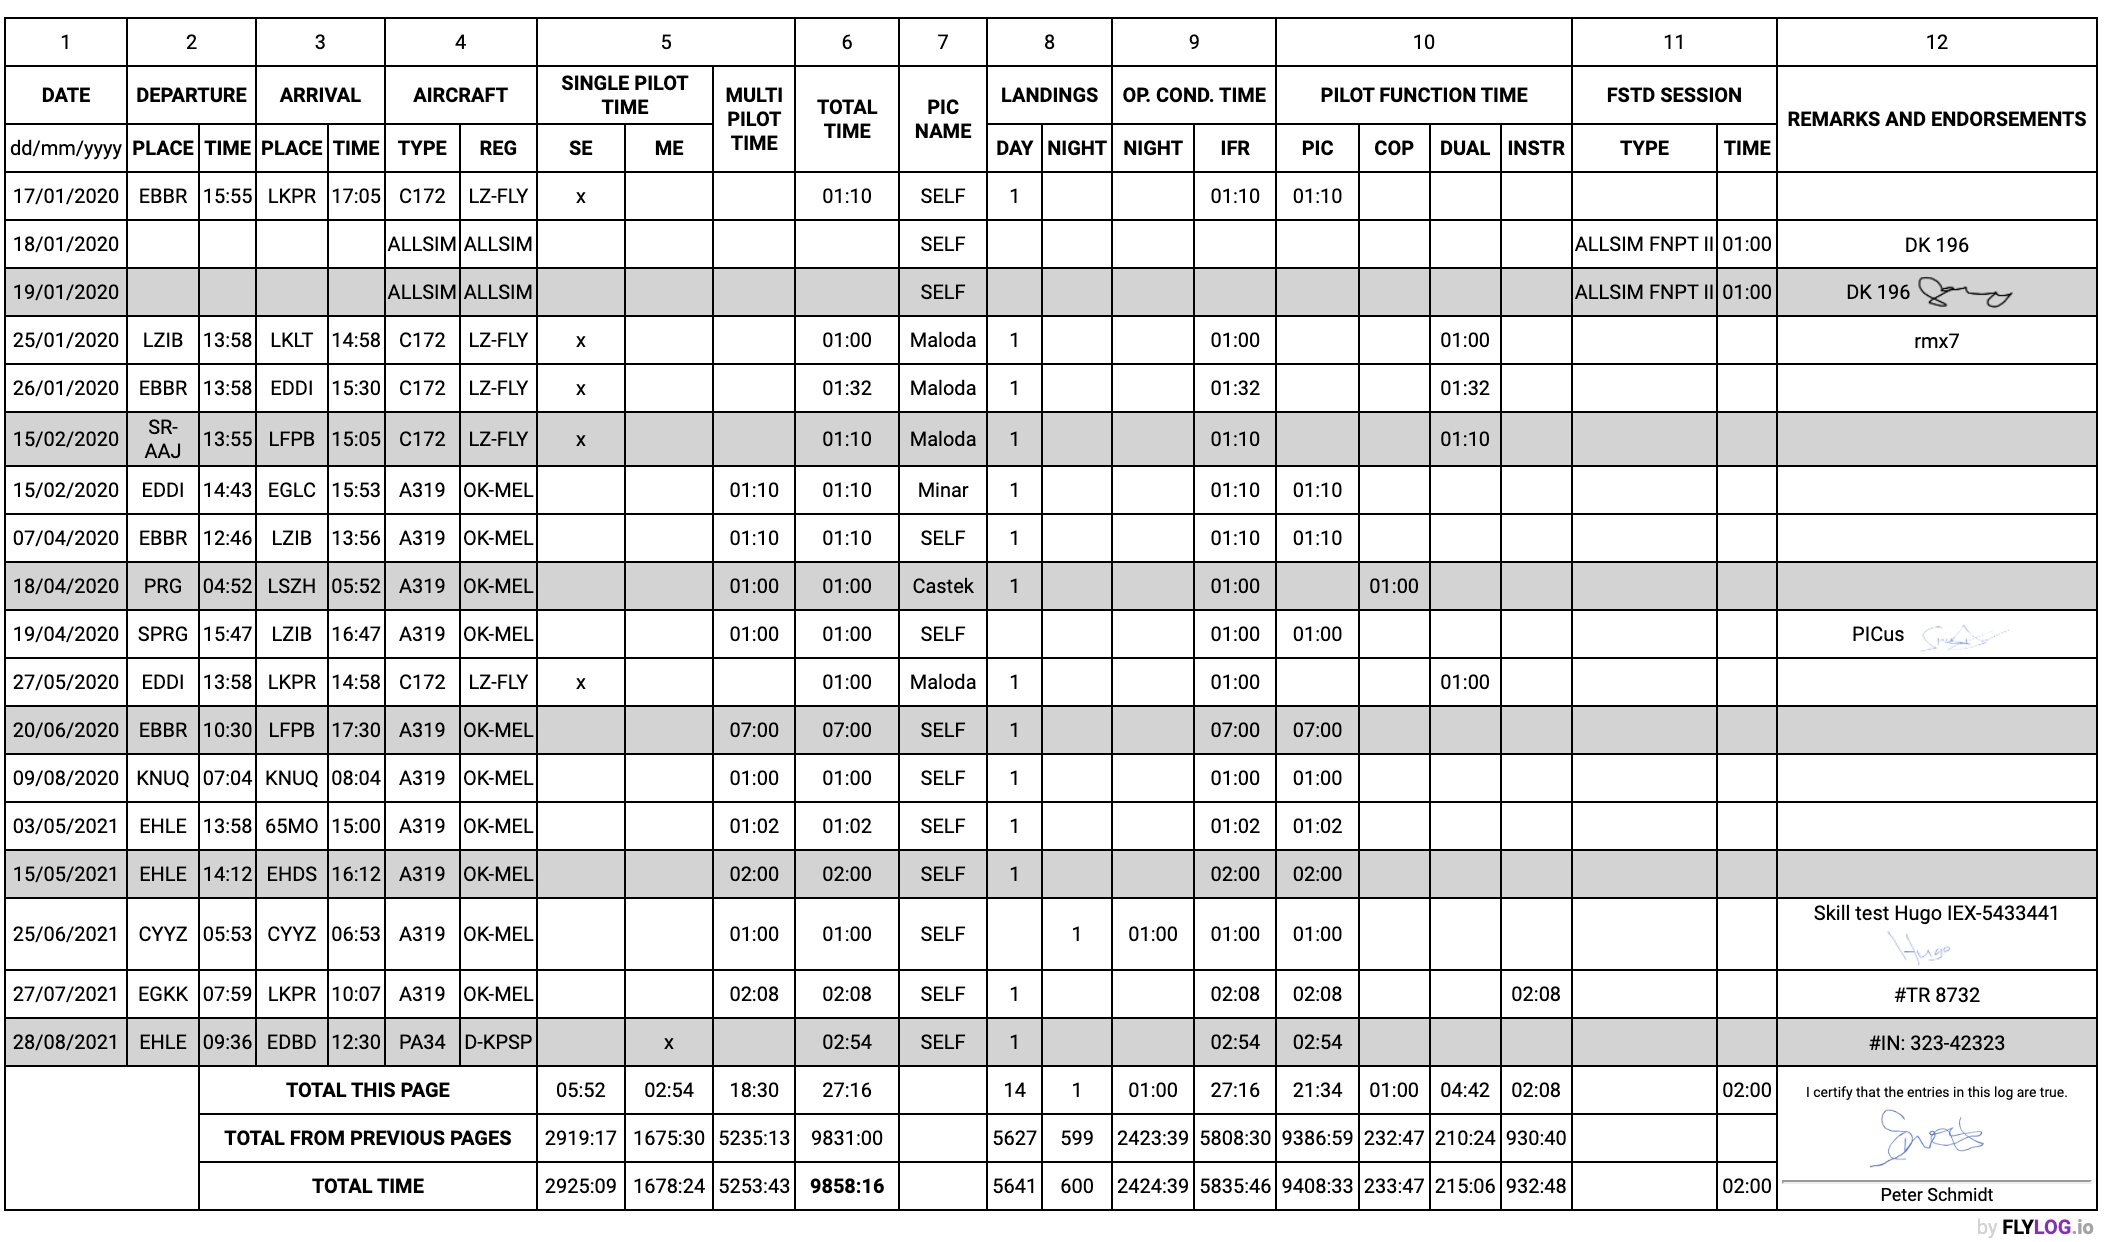 1 2 3 4 5 6 7 8 9 10 11 12
DATE DEPARTURE ARRIVAL AIRCRAFT SINGLE PILOT TIME MULTI PILOT TIME TOTAL TIME PIC NAME LANDINGS OP. COND. TIME PILOT FUNCTION TIME FSTD SESSION REMARKS AND ENDORSEMENTS
dd/mm/yyyy PLACE TIME PLACE TIME TYPE REG SE ME DAY NIGHT NIGHT IFR PIC COP DUAL INSTR TYPE TIME
17/01/2020 EBBR 15:55 LKPR 17:05 C172 LZ-FLY x 01:10 SELF 1 01:10 01:10
18/01/2020 ALLSIM ALLSIM SELF ALLSIM FNPT II 01:00 DK 196
19/01/2020 ALLSIM ALLSIM SELF ALLSIM FNPT II 01:00 DK 196
25/01/2020 LZIB 13:58 LKLT 14:58 C172 LZ-FLY x 01:00 Maloda 1 01:00 01:00 rmx7
26/01/2020 EBBR 13:58 EDDI 15:30 C172 LZ-FLY x 01:32 Maloda 1 01:32 01:32
15/02/2020 SR-AAJ 13:55 LFPB 15:05 C172 LZ-FLY x 01:10 Maloda 1 01:10 01:10
15/02/2020 EDDI 14:43 EGLC 15:53 A319 OK-MEL 01:10 01:10 Minar 1 01:10 01:10
07/04/2020 EBBR 12:46 LZIB 13:56 A319 OK-MEL 01:10 01:10 SELF 1 01:10 01:10
18/04/2020 PRG 04:52 LSZH 05:52 A319 OK-MEL 01:00 01:00 Castek 1 01:00 01:00
19/04/2020 SPRG 15:47 LZIB 16:47 A319 OK-MEL 01:00 01:00 SELF 01:00 01:00 PICus
27/05/2020 EDDI 13:58 LKPR 14:58 C172 LZ-FLY x 01:00 Maloda 1 01:00 01:00
20/06/2020 EBBR 10:30 LFPB 17:30 A319 OK-MEL 07:00 07:00 SELF 1 07:00 07:00
09/08/2020 KNUQ 07:04 KNUQ 08:04 A319 OK-MEL 01:00 01:00 SELF 1 01:00 01:00
03/05/2021 EHLE 13:58 65MO 15:00 A319 OK-MEL 01:02 01:02 SELF 1 01:02 01:02
15/05/2021 EHLE 14:12 EHDS 16:12 A319 OK-MEL 02:00 02:00 SELF 1 02:00 02:00
25/06/2021 CYYZ 05:53 CYYZ 06:53 A319 OK-MEL 01:00 01:00 SELF 1 01:00 01:00 01:00 Skill test Hugo IEX-5433441
Hugo
27/07/2021 EGKK 07:59 LKPR 10:07 A319 OK-MEL 02:08 02:08 SELF 1 02:08 02:08 02:08 #TR 8732
28/08/2021 EHLE 09:36 EDBD 12:30 PA34 D-KPSP x 02:54 SELF 1 02:54 02:54 #IN: 323-42323
TOTAL THIS PAGE 05:52 02:54 18:30 27:16 14 1 01:00 27:16 21:34 01:00 04:42 02:08 02:00 I certify that the entries in this log are true.
TOTAL FROM PREVIOUS PAGES 2919:17 1675:30 5235:13 9831:00 5627 599 2423:39 5808:30 9386:59 232:47 210:24 930:40
TOTAL TIME 2925:09 1678:24 5253:43 9858:16 5641 600 2424:39 5835:46 9408:33 233:47 215:06 932:48 02:00 Peter Schmidt
by FLYLOG.io